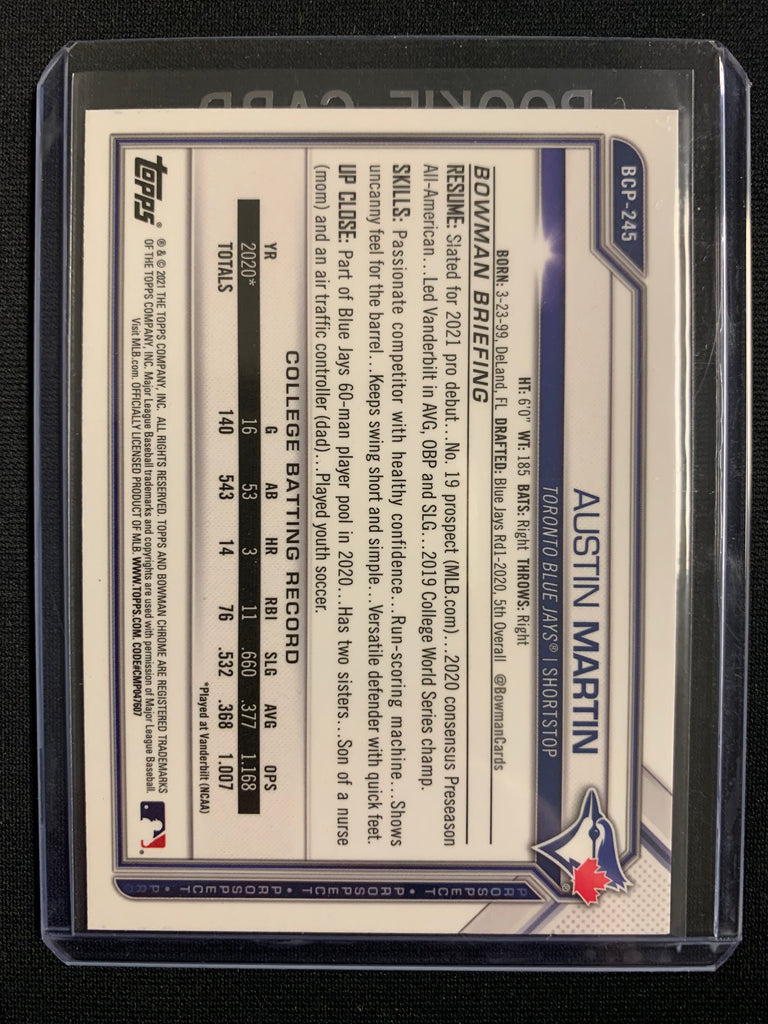 ROOKIE CARD
BCP-245
AUSTIN MARTIN
TORONTO BLUE JAYS® | SHORTSTOP
HT: 6'0" WT: 185 BATS: Right THROWS: Right
BORN: 3-23-99, DeLand, FL DRAFTED: Blue Jays Rd1-2020, 5th Overall @BowmanCards
BOWMAN BRIEFING
RESUME: Slated for 2021 pro debut...No. 19 prospect (MLB.com)...2020 consensus Preseason
All-American...Led Vanderbilt in AVG, OBP and SLG...2019 College World Series champ.
SKILLS: Passionate competitor with healthy confidence...Run-scoring machine...Shows
uncanny feel for the barrel...Keeps swing short and simple...Versatile defender with quick feet.
UP CLOSE: Part of Blue Jays 60-man player pool in 2020...Has two sisters...Son of a nurse
(mom) and an air traffic controller (dad)...Played youth soccer.
COLLEGE BATTING RECORD
YR G AB HR RBI SLG AVG OPS
2020* 16 53 3 11 .660 .377 1.168
TOTALS 140 543 14 76 .532 .368 1.007
*Played at Vanderbilt (NCAA)
topps®
® & © 2021 THE TOPPS COMPANY, INC. ALL RIGHTS RESERVED. TOPPS AND BOWMAN CHROME ARE REGISTERED TRADEMARKS
OF THE TOPPS COMPANY, INC. Major League Baseball trademarks and copyrights are used with permission of Major League Baseball.
Visit MLB.com. OFFICIALLY LICENSED PRODUCT OF MLB. WWW.TOPPS.COM. CODE#CMP047607
PROSPECT • PROSPECT • PROSPECT • PR